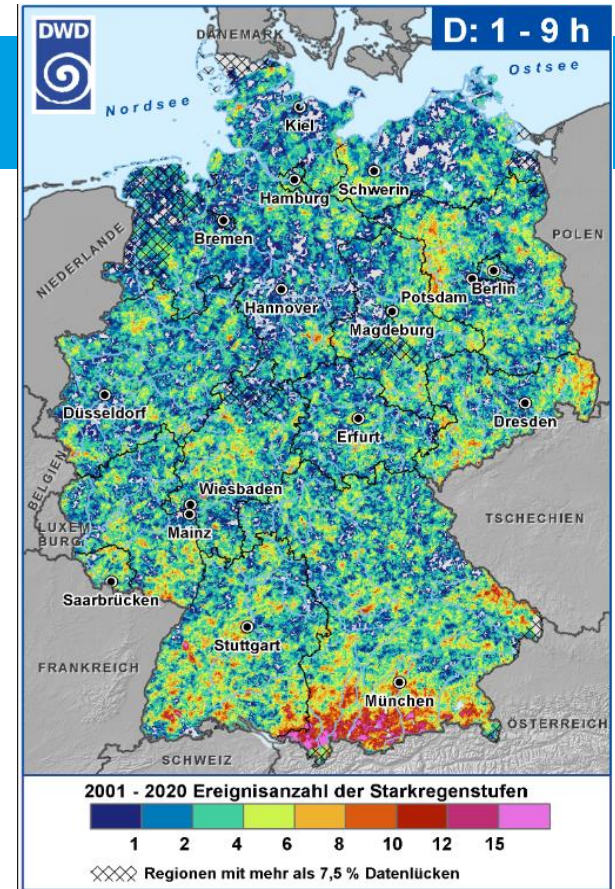 DWD
D: 1 - 9 h
DÄNEMARK
Nordsee
Ostsee
Kiel
Hamburg
Schwerin
Bremen
POLEN
NIEDERLANDE
Hannover
Potsdam
Berlin
Magdeburg
Düsseldorf
Erfurt
Dresden
BELGIEN
Wiesbaden
LUXEM-
BURG
Mainz
TSCHECHIEN
Saarbrücken
Stuttgart
FRANKREICH
München
ÖSTERREICH
SCHWEIZ
2001 - 2020 Ereignisanzahl der Starkregenstufen
1 2 4 6 8 10 12 15
Regionen mit mehr als 7,5 % Datenlücken